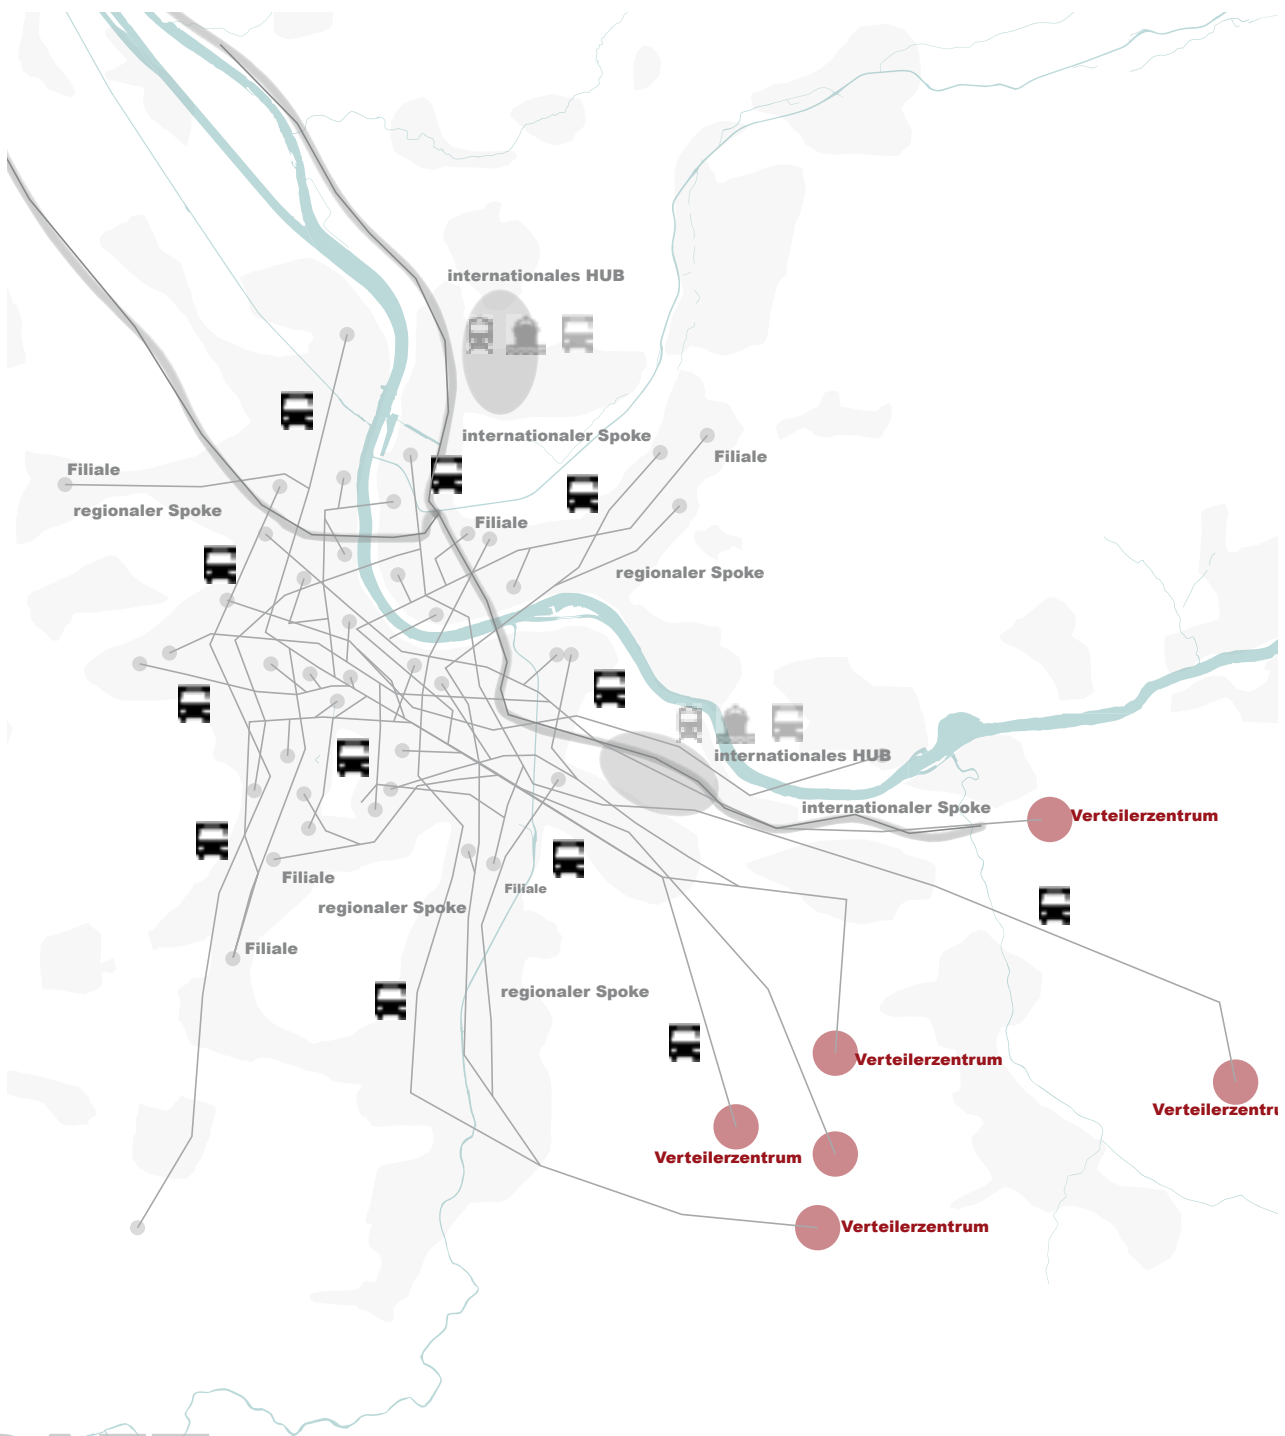 internationales HUB
internationaler Spoke
Filiale
Filiale
regionaler Spoke
Filiale
regionaler Spoke
internationales HUB
internationaler Spoke
Verteilerzentrum
Filiale
Filiale
regionaler Spoke
Filiale
regionaler Spoke
Verteilerzentrum
Verteilerzentru
Verteilerzentrum
Verteilerzentrum